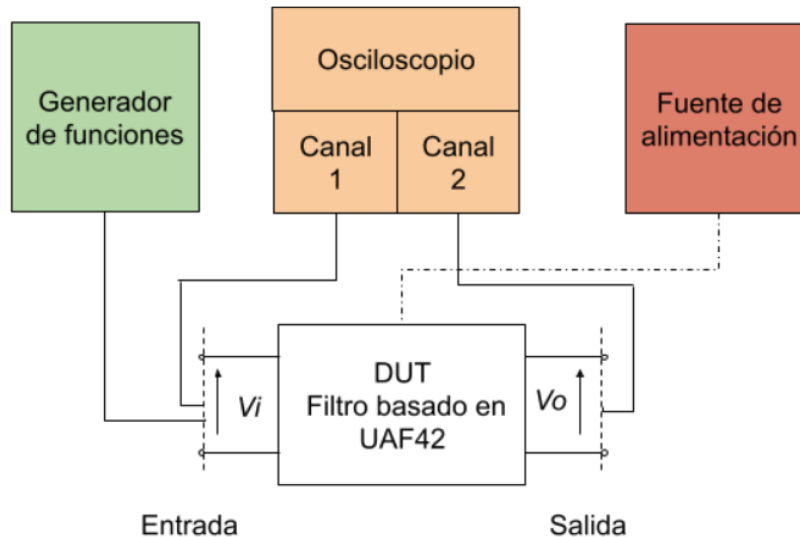 Generador
de funciones
Osciloscopio
Canal
1
Canal
2
Fuente de
alimentación
Vi
DUT
Filtro basado en
UAF42
Vo
Entrada
Salida